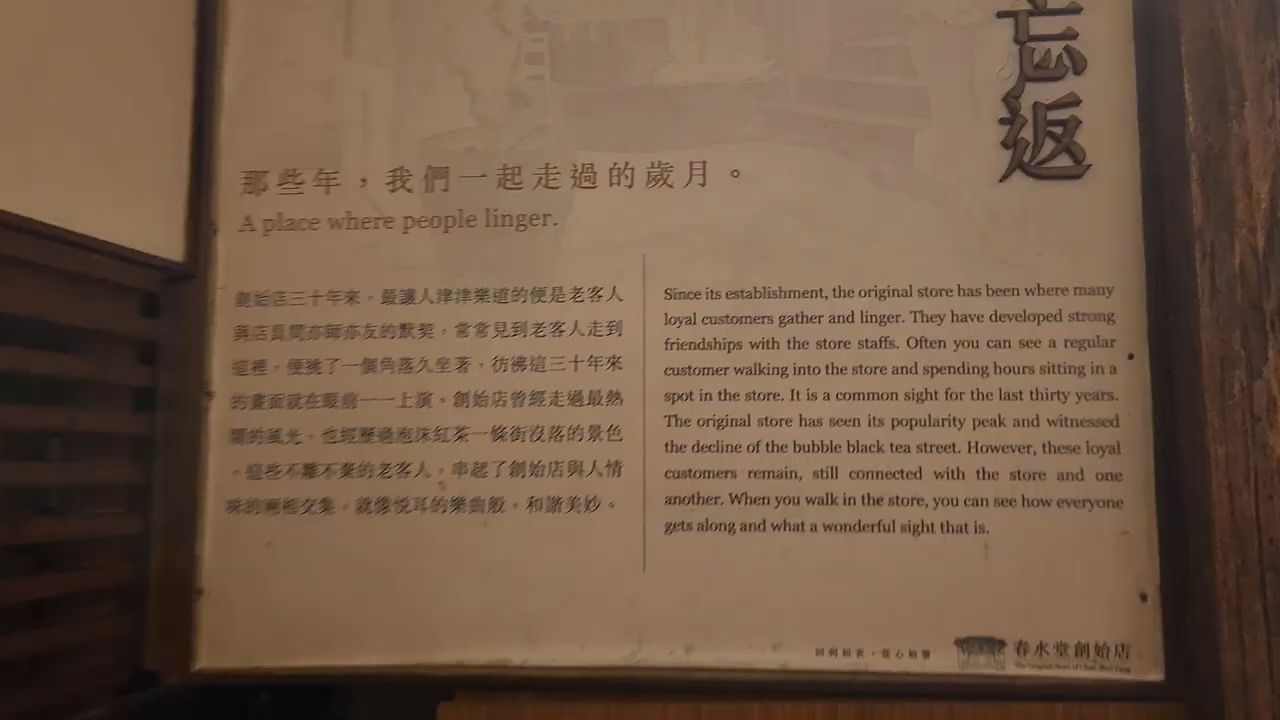 忘返
那些年，我們一起走過的歲月。
A place where people linger.
創始店三十年來，最讓人津津樂道的便是老客人
與店員間亦師亦友的默契，常常見到老客人走到
這裡，便挑了一個角落久坐著，彷彿這三十年來
的畫面就在眼前一一上演。創始店曾經走過最熱
鬧的風光，也經歷過泡沫紅茶一條街沒落的景色
。這些不離不棄的老客人，串起了創始店與人情
味的兩相交集，就像悅耳的樂曲般，和諧美妙。
Since its establishment, the original store has been where many
loyal customers gather and linger. They have developed strong
friendships with the store staffs. Often you can see a regular
customer walking into the store and spending hours sitting in a
spot in the store. It is a common sight for the last thirty years.
The original store has seen its popularity peak and witnessed
the decline of the bubble black tea street. However, these loyal
customers remain, still connected with the store and one
another. When you walk in the store, you can see how everyone
gets along and what a wonderful sight that is.
春水堂創始店